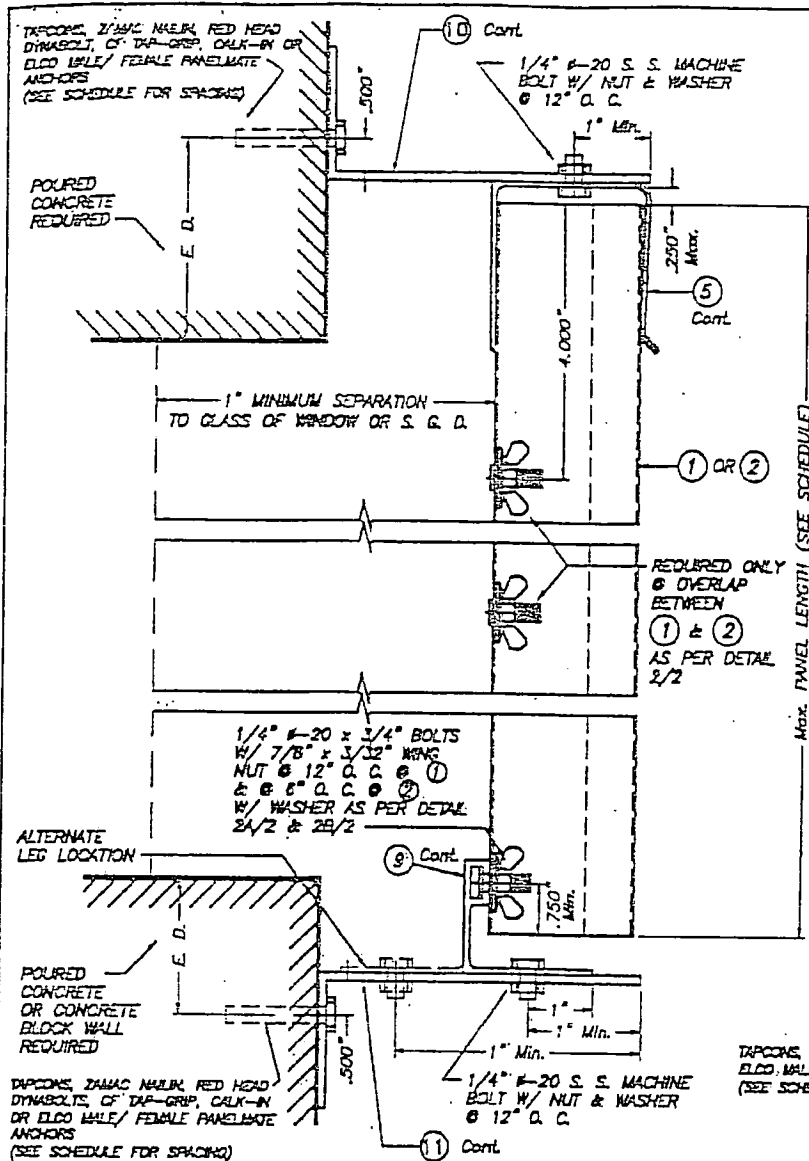 TAPCONS, ZAMAC NAILIN, RED HEAD
DYNABOLT, CF TAP-GRIP, CALK-IN OR
ELCO MALE/ FEMALE PANELMATE
ANCHORS
(SEE SCHEDULE FOR SPACING)
10 Cont.
1/4" ø-20 S. S. MACHINE
BOLT W/ NUT & WASHER
@ 12" O. C.
1" Min.
.500"
POURED
CONCRETE
REQUIRED
E. D.
.250" Max.
5
Cont.
4.000"
1" MINIMUM SEPARATION
TO GLASS OF WINDOW OR S. G. D.
1 OR 2
REQUIRED ONLY
@ OVERLAP
BETWEEN
1 & 2
AS PER DETAIL
2/2
Max. PANEL LENGTH (SEE SCHEDULE)
1/4" ø-20 x 3/4" BOLTS
W/ 7/8" x 3/32" WING
NUT @ 12" O. C. @ 1
& @ 6" O. C. @ 2
W/ WASHER AS PER DETAIL
2A/2 & 2B/2
ALTERNATE
LEG LOCATION
9 Cont.
.750"
Min.
POURED
CONCRETE
OR CONCRETE
BLOCK WALL
REQUIRED
E. D.
.500"
1"
1" Min.
1" Min.
TAPCONS, ZAMAC NAILIN, RED HEAD
DYNABOLTS, CF TAP-GRIP, CALK-IN
OR ELCO MALE/ FEMALE PANELMATE
ANCHORS
(SEE SCHEDULE FOR SPACING)
1/4" ø-20 S. S. MACHINE
BOLT W/ NUT & WASHER
@ 12" O. C.
11 Cont.
TAPCONS,
ELCO MAL
(SEE SCHE